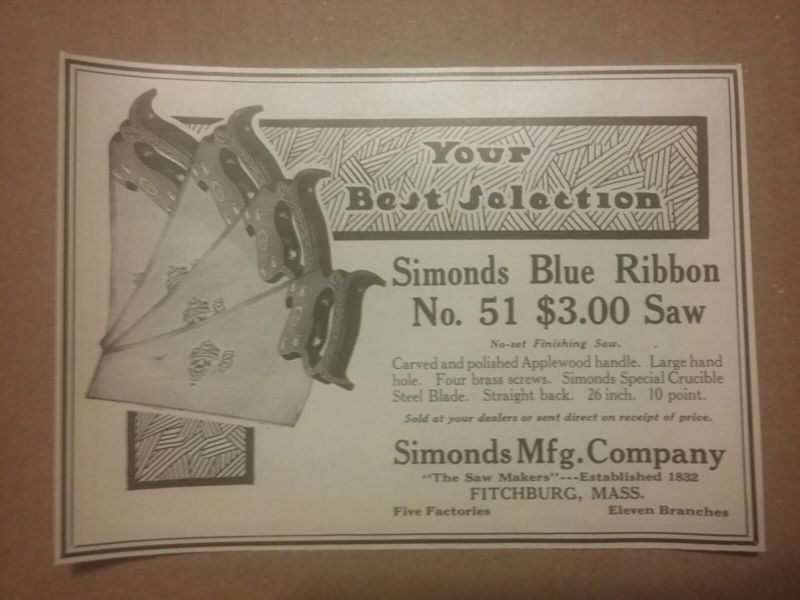 Your
Best Selection
Simonds Blue Ribbon
No. 51 $3.00 Saw
No-set Finishing Saw.
Carved and polished Applewood handle. Large hand
hole. Four brass screws. Simonds Special Crucible
Steel Blade. Straight back. 26 inch. 10 point.
Sold at your dealers or sent direct on receipt of price.
Simonds Mfg. Company
"The Saw Makers"---Established 1832
FITCHBURG, MASS.
Five Factories Eleven Branches